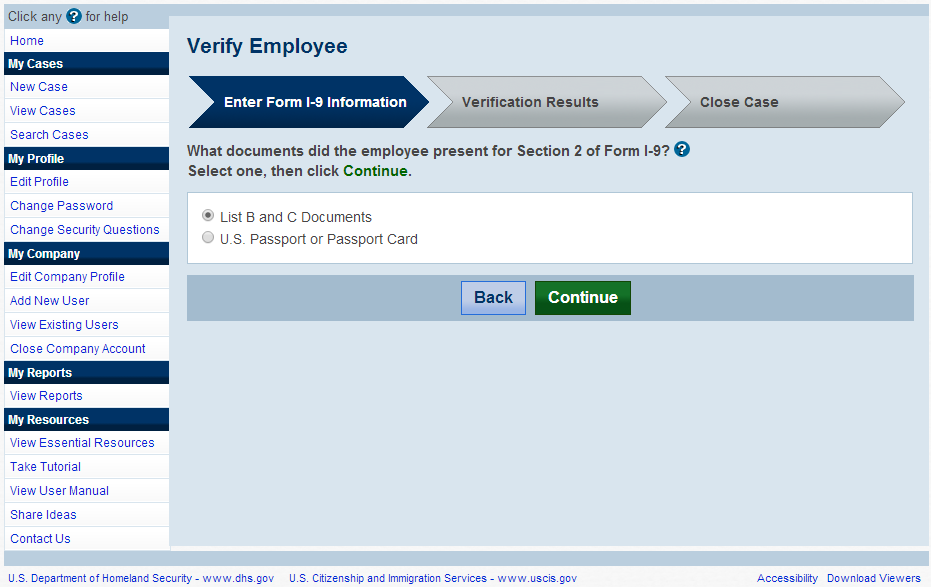 Click any ? for help
Home
My Cases
New Case
View Cases
Search Cases
My Profile
Edit Profile
Change Password
Change Security Questions
My Company
Edit Company Profile
Add New User
View Existing Users
Close Company Account
My Reports
View Reports
My Resources
View Essential Resources
Take Tutorial
View User Manual
Share Ideas
Contact Us
Verify Employee
Enter Form I-9 Information
Verification Results
Close Case
What documents did the employee present for Section 2 of Form I-9? ?
Select one, then click Continue.
List B and C Documents
U.S. Passport or Passport Card
Back
Continue
U.S. Department of Homeland Security - www.dhs.gov
U.S. Citizenship and Immigration Services - www.uscis.gov
Accessibility
Download Viewers